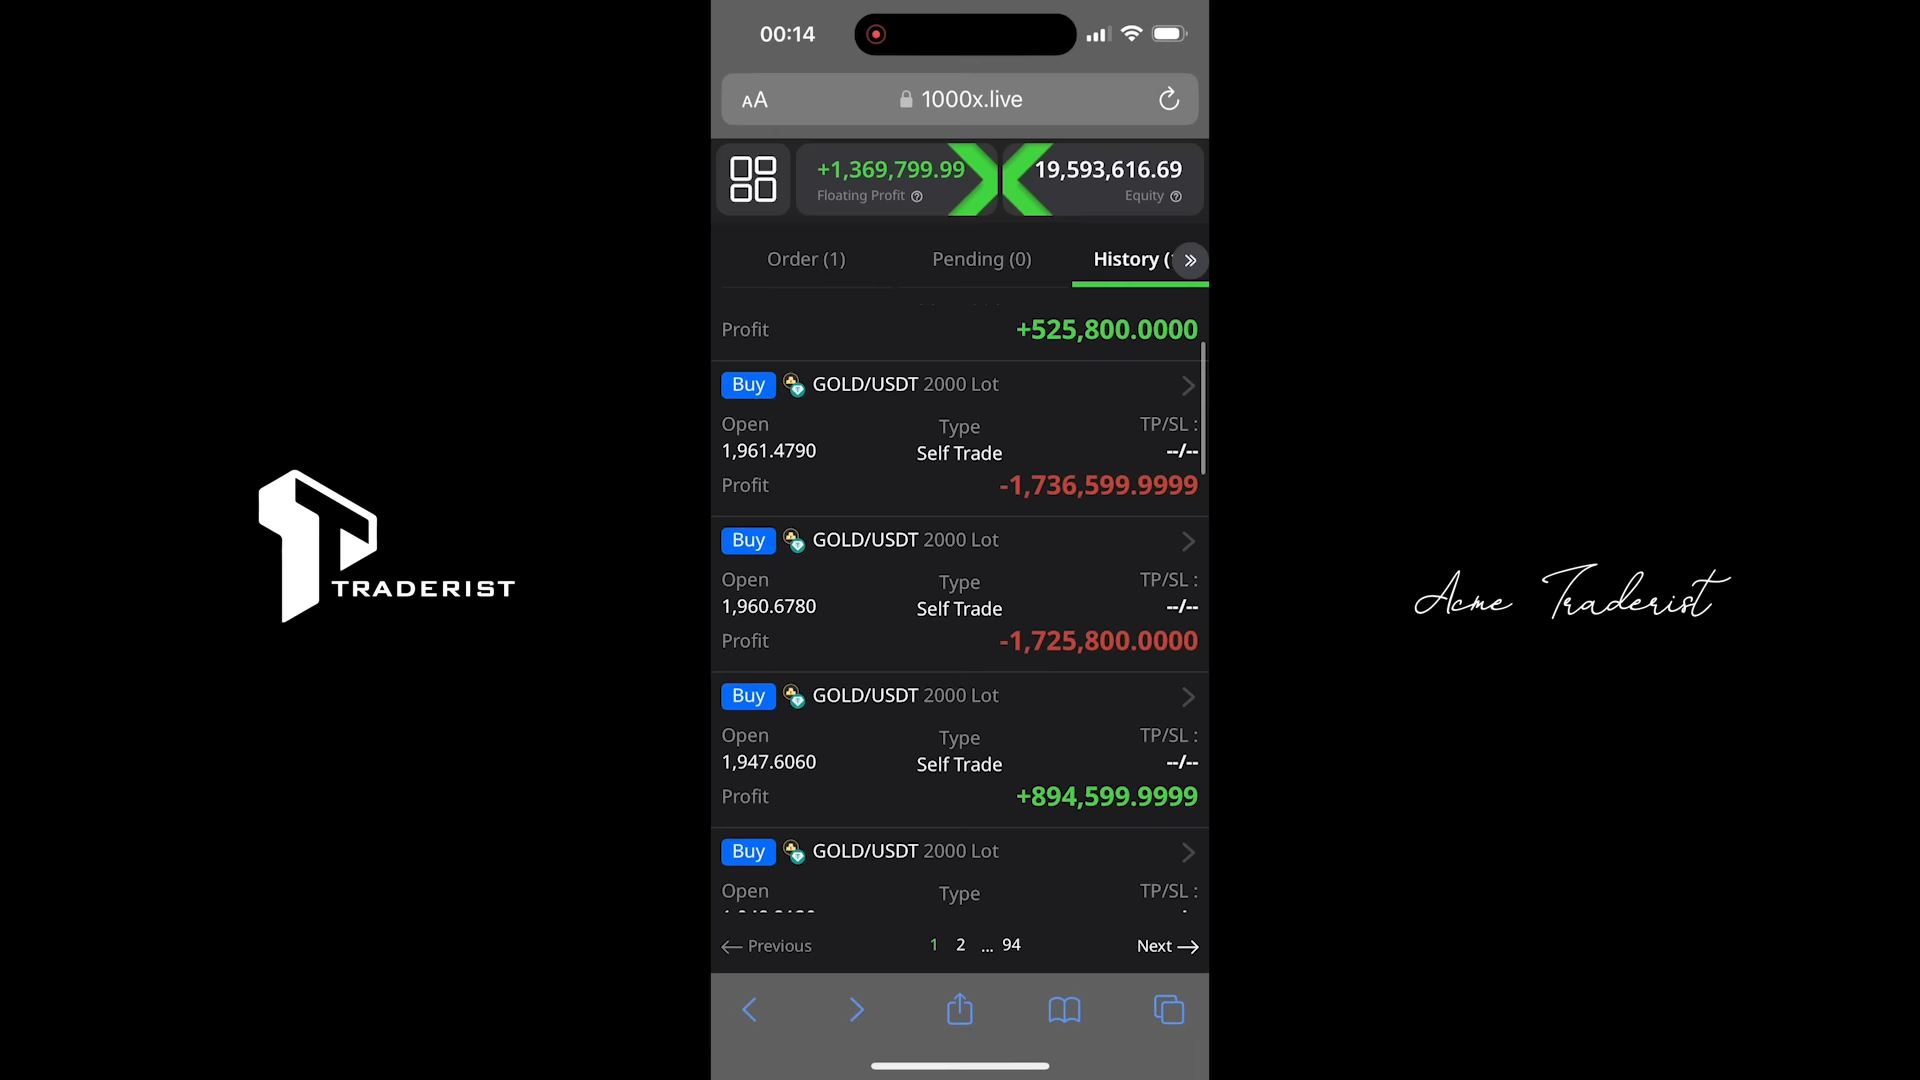 00:14
AA
1000x.live
+1,369,799.99
Floating Profit
19,593,616.69
Equity
Order (1)
Pending (0)
History (
Profit
+525,800.0000
Buy GOLD/USDT 2000 Lot
Open Type TP/SL :
1,961.4790 Self Trade --/--
Profit -1,736,599.9999
Buy GOLD/USDT 2000 Lot
Open Type TP/SL :
1,960.6780 Self Trade --/--
Profit -1,725,800.0000
Buy GOLD/USDT 2000 Lot
Open Type TP/SL :
1,947.6060 Self Trade --/--
Profit +894,599.9999
Buy GOLD/USDT 2000 Lot
Open Type TP/SL :
← Previous 1 2 ... 94 Next →
TRADERIST
Acme Traderist